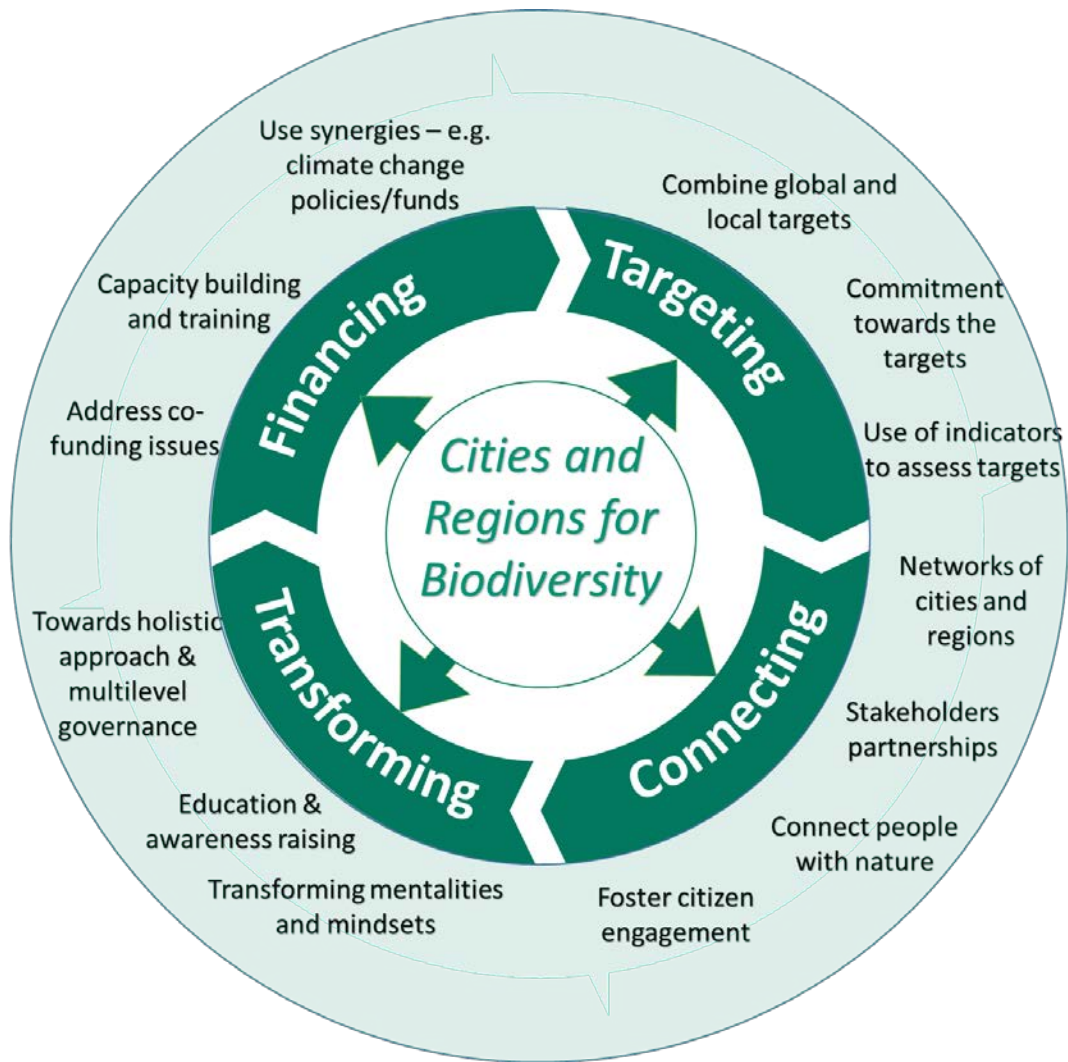 Use synergies – e.g.
climate change
policies/funds
Combine global and
local targets
Commitment
towards the
targets
Use of indicators
to assess targets
Networks of
cities and
regions
Stakeholders
partnerships
Connect people
with nature
Foster citizen
engagement
Transforming mentalities
and mindsets
Education &
awareness raising
Towards holistic
approach &
multilevel
governance
Address co-
funding issues
Capacity building
and training
Financing
Targeting
Connecting
Transforming
Cities and
Regions for
Biodiversity